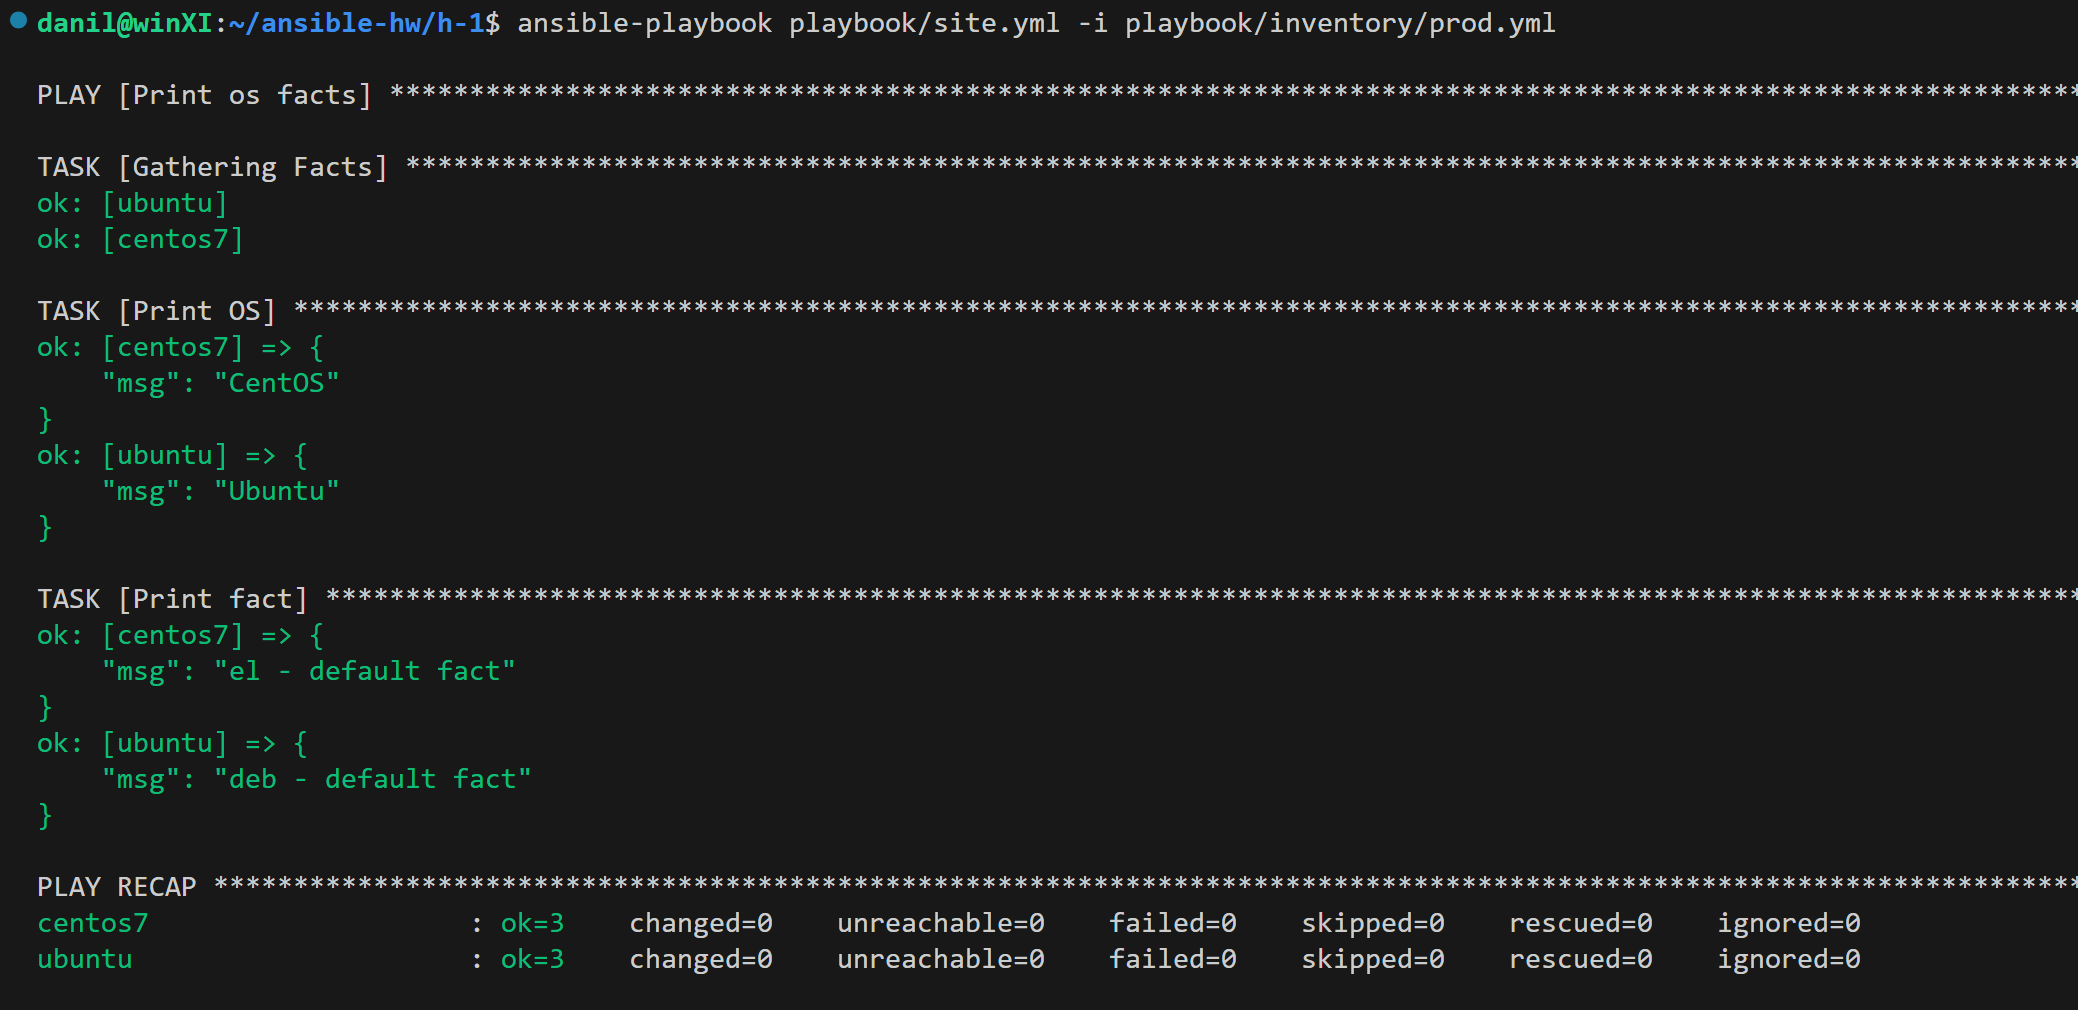 danil@winXI:~/ansible-hw/h-1$ ansible-playbook playbook/site.yml -i playbook/inventory/prod.yml
PLAY [Print os facts] *********************************************************************************************************
TASK [Gathering Facts] ********************************************************************************************************
ok: [ubuntu]
ok: [centos7]
TASK [Print OS] ***************************************************************************************************************
ok: [centos7] => {
    "msg": "CentOS"
}
ok: [ubuntu] => {
    "msg": "Ubuntu"
}
TASK [Print fact] *************************************************************************************************************
ok: [centos7] => {
    "msg": "el - default fact"
}
ok: [ubuntu] => {
    "msg": "deb - default fact"
}
PLAY RECAP ********************************************************************************************************************
centos7                    : ok=3    changed=0    unreachable=0    failed=0    skipped=0    rescued=0    ignored=0
ubuntu                     : ok=3    changed=0    unreachable=0    failed=0    skipped=0    rescued=0    ignored=0